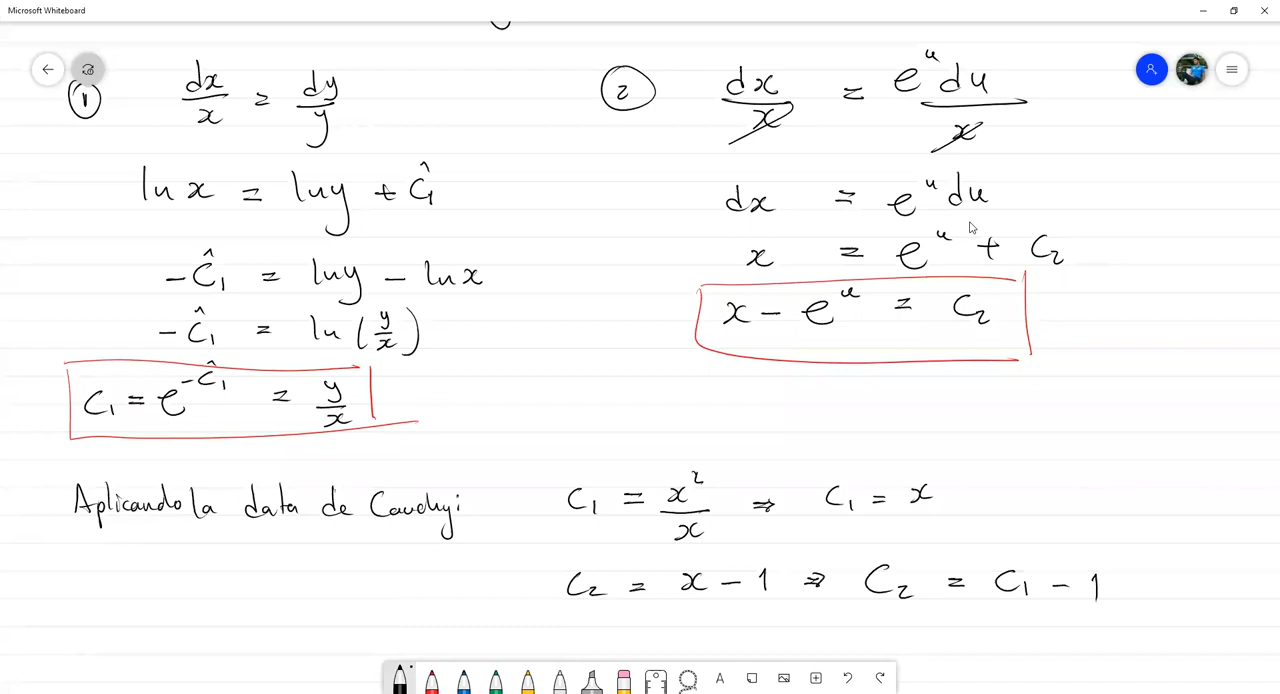 Microsoft Whiteboard
① dx/x = dy/y
ln x = ln y + Ĉ₁
-Ĉ₁ = ln y - ln x
-Ĉ₁ = ln (y/x)
C₁ = e^(-Ĉ₁) = y/x
② dx/x = e^u du/x
dx = e^u du
x = e^u + C₂
x - e^u = C₂
Aplicando la data de Cauchy:
C₁ = x²/x ⇒ C₁ = x
C₂ = x - 1 ⇒ C₂ = C₁ - 1
A